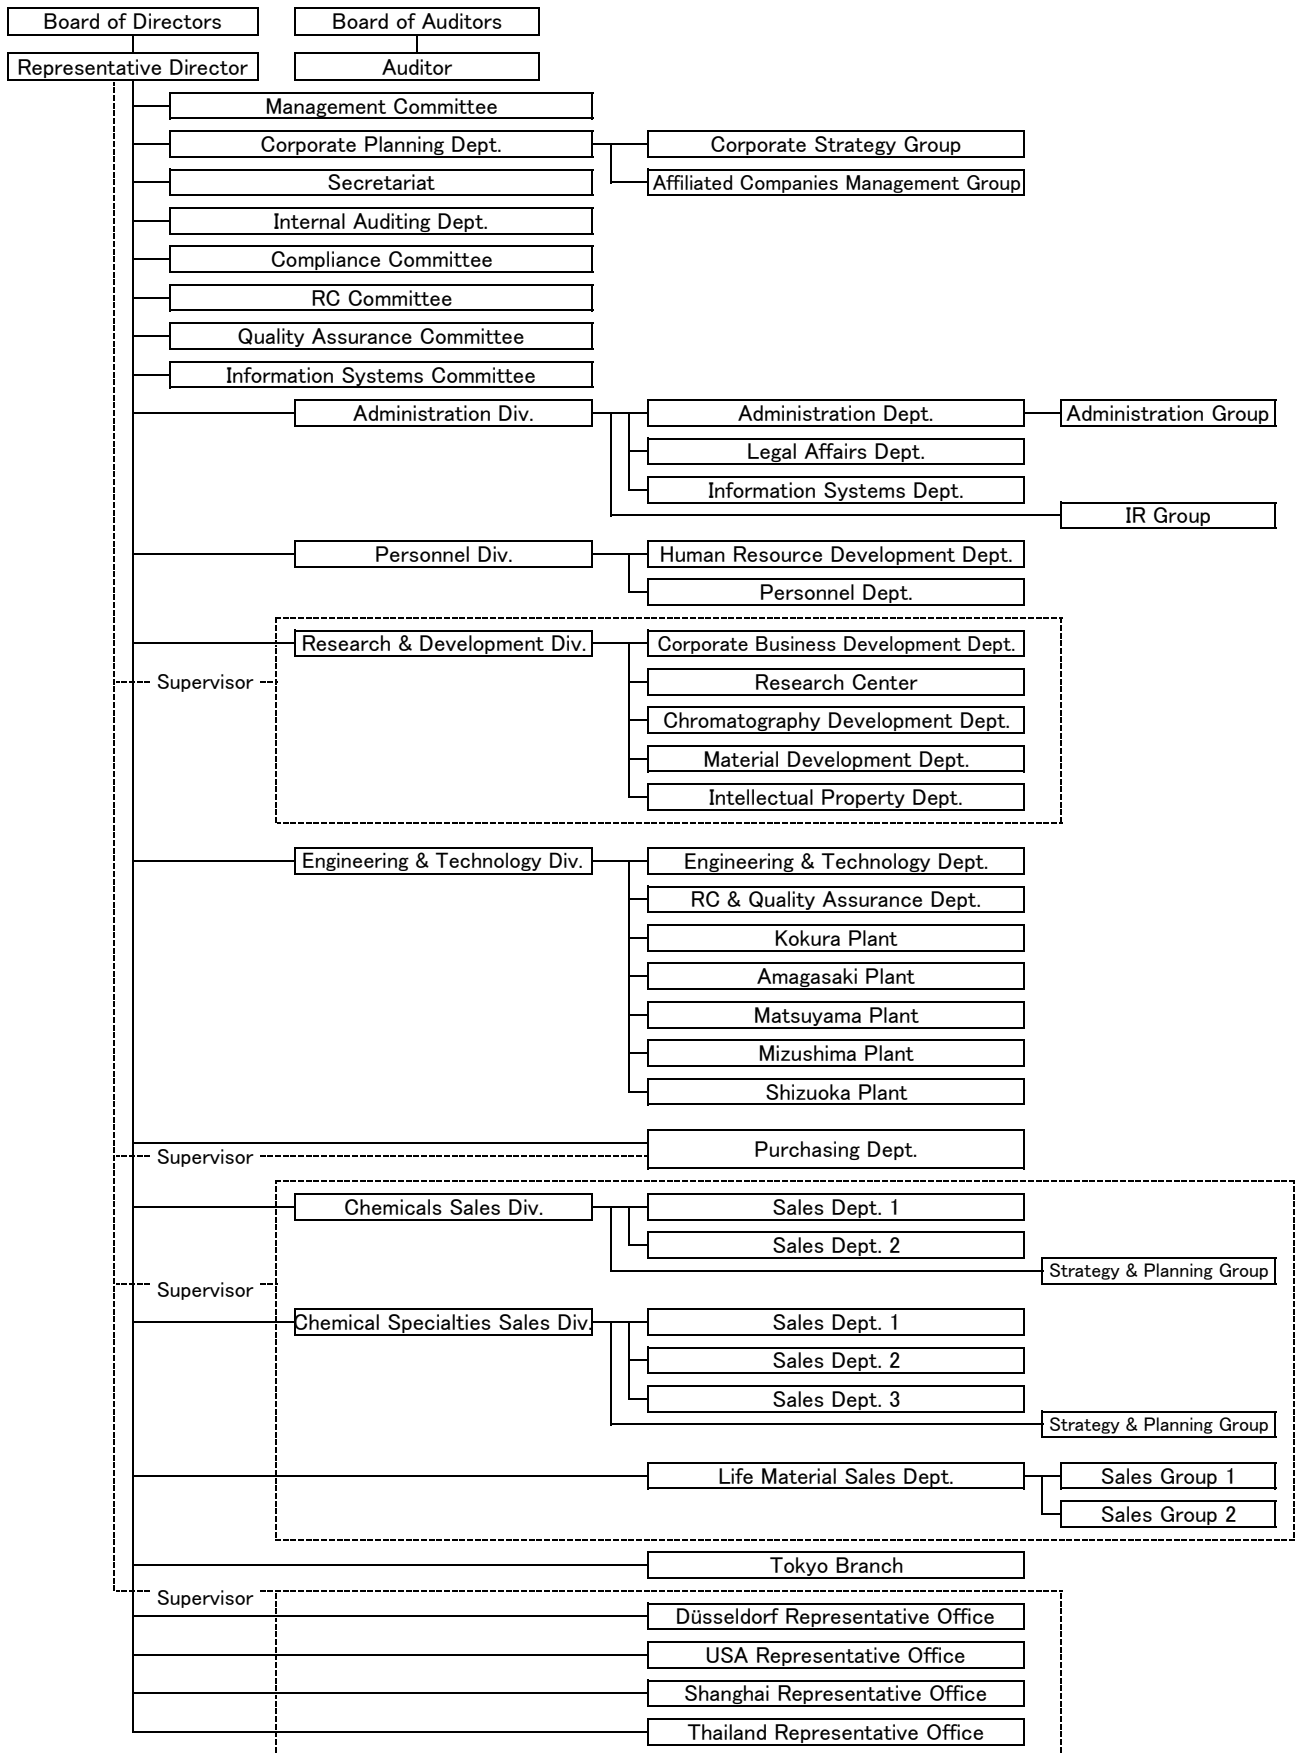 Board of Directors
Board of Auditors
Representative Director
Auditor
Management Committee
Corporate Planning Dept.
Corporate Strategy Group
Secretariat
Affiliated Companies Management Group
Internal Auditing Dept.
Compliance Committee
RC Committee
Quality Assurance Committee
Information Systems Committee
Administration Div.
Administration Dept.
Administration Group
Legal Affairs Dept.
Information Systems Dept.
IR Group
Personnel Div.
Human Resource Development Dept.
Personnel Dept.
Research & Development Div.
Corporate Business Development Dept.
Supervisor
Research Center
Chromatography Development Dept.
Material Development Dept.
Intellectual Property Dept.
Engineering & Technology Div.
Engineering & Technology Dept.
RC & Quality Assurance Dept.
Kokura Plant
Amagasaki Plant
Matsuyama Plant
Mizushima Plant
Shizuoka Plant
Purchasing Dept.
Supervisor
Chemicals Sales Div.
Sales Dept. 1
Sales Dept. 2
Strategy & Planning Group
Supervisor
Chemical Specialties Sales Div.
Sales Dept. 1
Sales Dept. 2
Sales Dept. 3
Strategy & Planning Group
Life Material Sales Dept.
Sales Group 1
Sales Group 2
Tokyo Branch
Supervisor
Düsseldorf Representative Office
USA Representative Office
Shanghai Representative Office
Thailand Representative Office